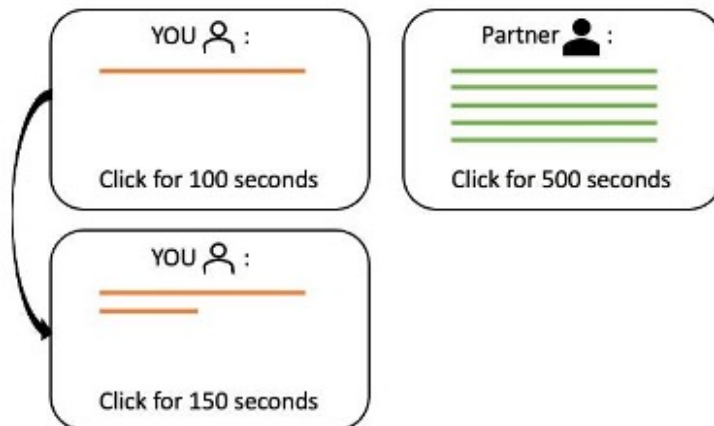 YOU :
Click for 100 seconds
Partner :
Click for 500 seconds
YOU :
Click for 150 seconds